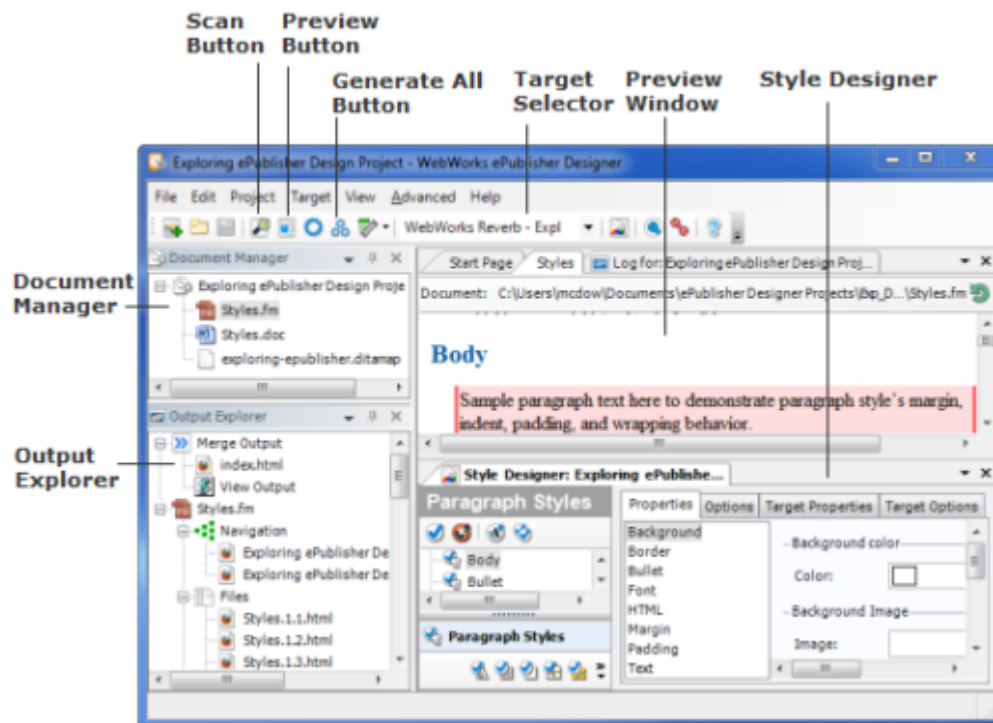 Scan Button
Preview Button
Generate All Button
Target Selector
Preview Window
Style Designer
Exploring ePublisher Design Project - WebWorks ePublisher Designer
File Edit Project Target View Advanced Help
WebWorks Reverb - Expl
Document Manager
Document Manager
Exploring ePublisher Design Proje
Styles.fm
Styles.doc
exploring-epublisher.ditamap
Start Page Styles Log for: Exploring ePublisher Design Proj...
Document: C:\Users\mcdow\Documents\ePublisher Designer Projects\Exp_D...\Styles.fm
Body
Sample paragraph text here to demonstrate paragraph style's margin,
indent, padding, and wrapping behavior.
Output Explorer
Output Explorer
Merge Output
index.html
View Output
Styles.fm
Navigation
Exploring ePublisher De
Exploring ePublisher De
Files
Styles.1.1.html
Styles.1.2.html
Styles.1.3.html
Style Designer: Exploring ePublishe...
Paragraph Styles
Body
Bullet
Paragraph Styles
Properties Options Target Properties Target Options
Background
Border
Bullet
Font
HTML
Margin
Padding
Text
Background color
Color:
Background Image
Image: